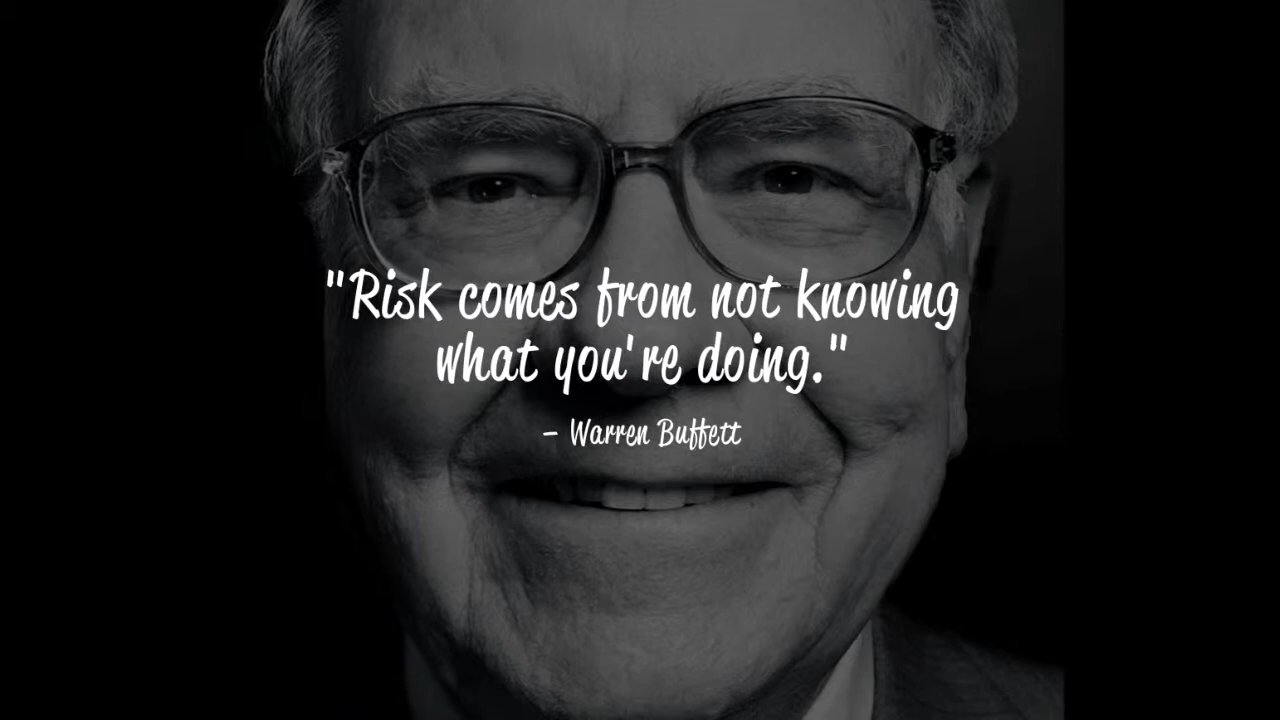 "Risk comes from not knowing
what you're doing."
– Warren Buffett